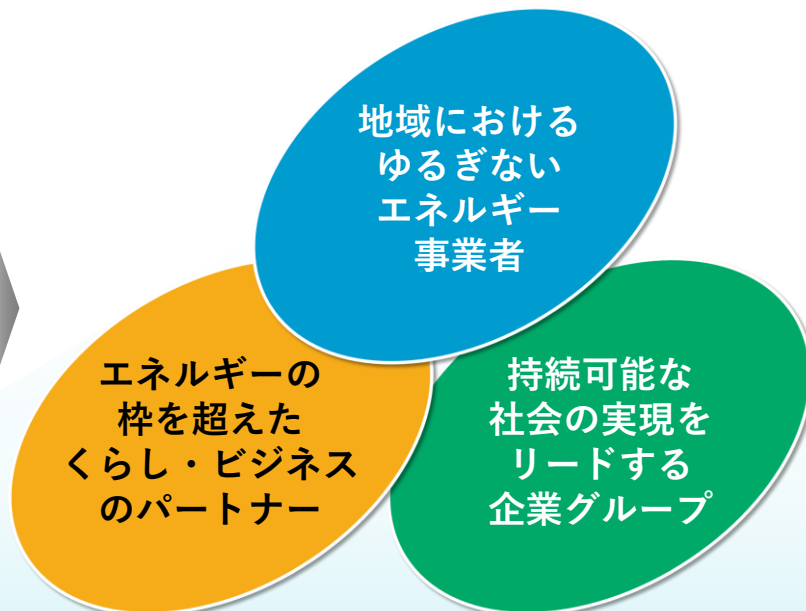 地域における
ゆるぎない
エネルギー
事業者
エネルギーの
枠を超えた
くらし・ビジネス
のパートナー
持続可能な
社会の実現を
リードする
企業グループ